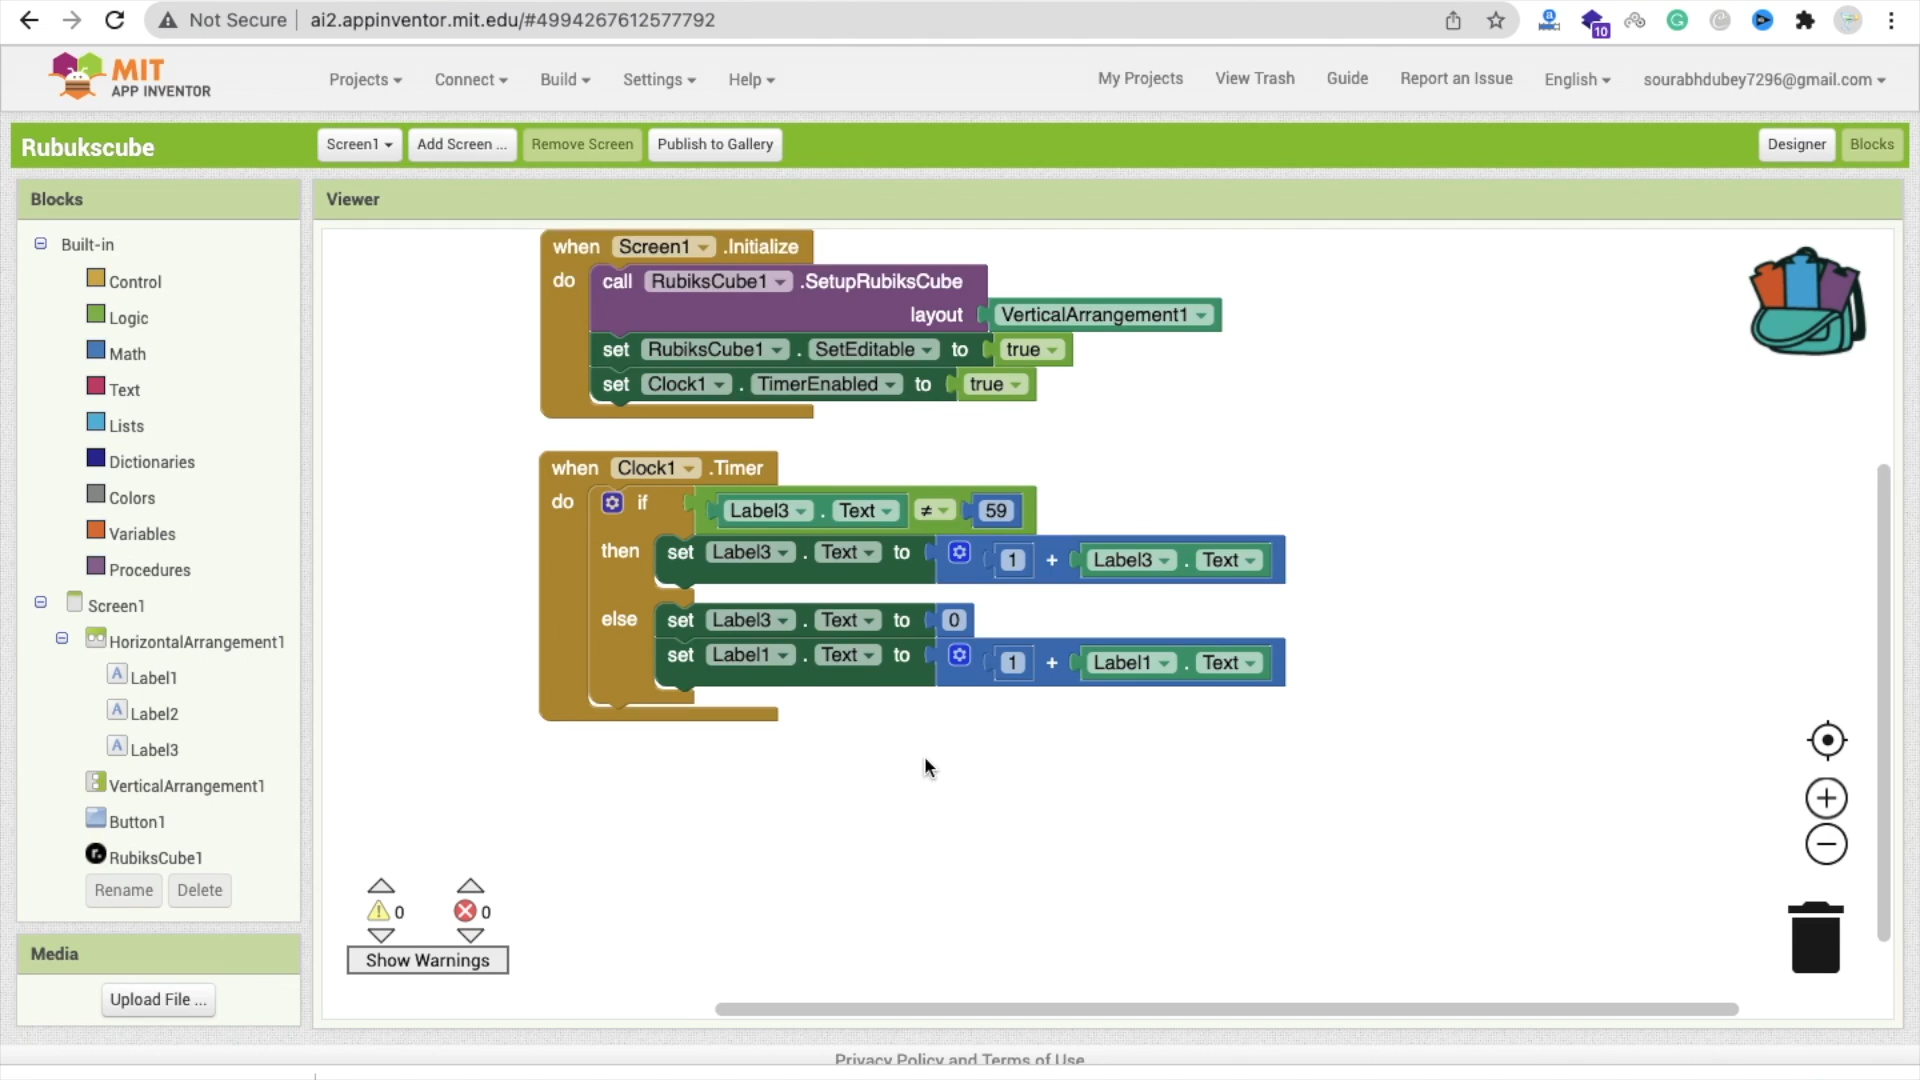 Not Secure | ai2.appinventor.mit.edu/#4994267612577792
10
MIT
APP INVENTOR
Projects Connect Build Settings Help My Projects View Trash Guide Report an Issue English sourabhdubey7296@gmail.com
Rubukscube Screen1 Add Screen ... Remove Screen Publish to Gallery Designer Blocks
Blocks
Viewer
Built-in
Control
Logic
Math
Text
Lists
Dictionaries
Colors
Variables
Procedures
Screen1
HorizontalArrangement1
Label1
Label2
Label3
VerticalArrangement1
Button1
RubiksCube1
Rename Delete
Media
Upload File ...
when Screen1 .Initialize
do call RubiksCube1 .SetupRubiksCube
layout VerticalArrangement1
set RubiksCube1 . SetEditable to true
set Clock1 . TimerEnabled to true
when Clock1 .Timer
do if Label3 . Text ≠ 59
then set Label3 . Text to 1 + Label3 . Text
else set Label3 . Text to 0
set Label1 . Text to 1 + Label1 . Text
0 0
Show Warnings
Privacy Policy and Terms of Use